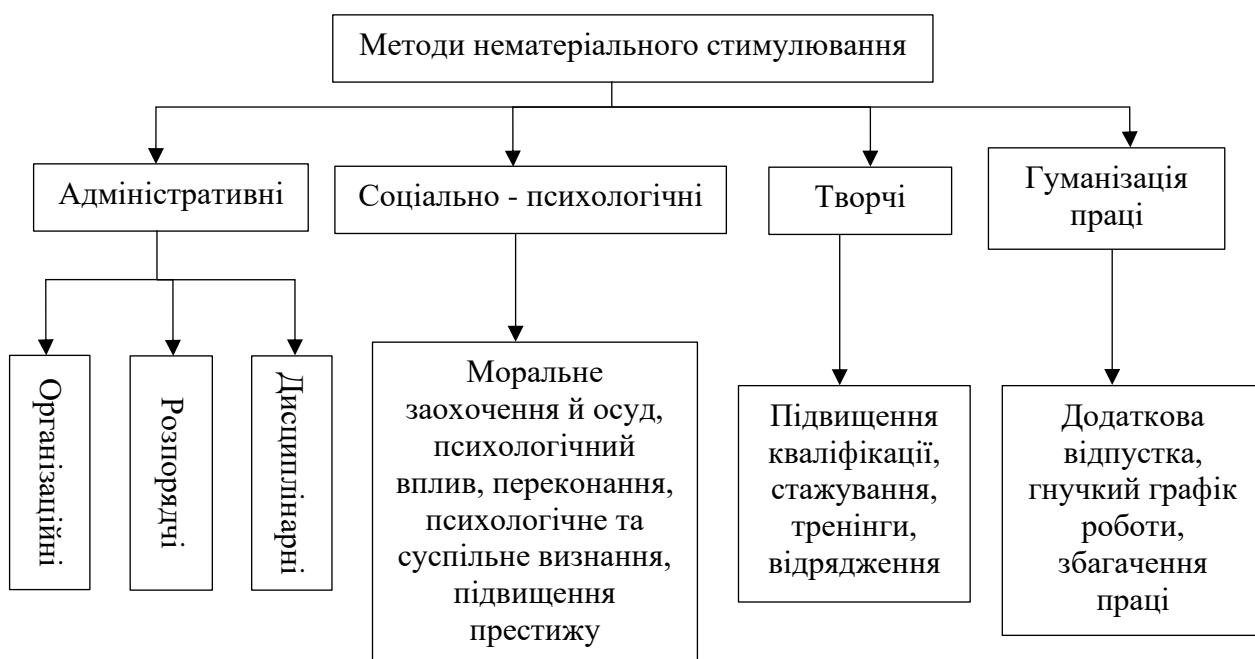 Методи нематеріального стимулювання
Адміністративні
Соціально - психологічні
Творчі
Гуманізація
праці
Організаційні
Розпорядчі
Дисциплінарні
Моральне
заохочення й осуд,
психологічний
вплив, переконання,
психологічне та
суспільне визнання,
підвищення
престижу
Підвищення
кваліфікації,
стажування,
тренінги,
відрядження
Додаткова
відпустка,
гнучкий графік
роботи,
збагачення
праці